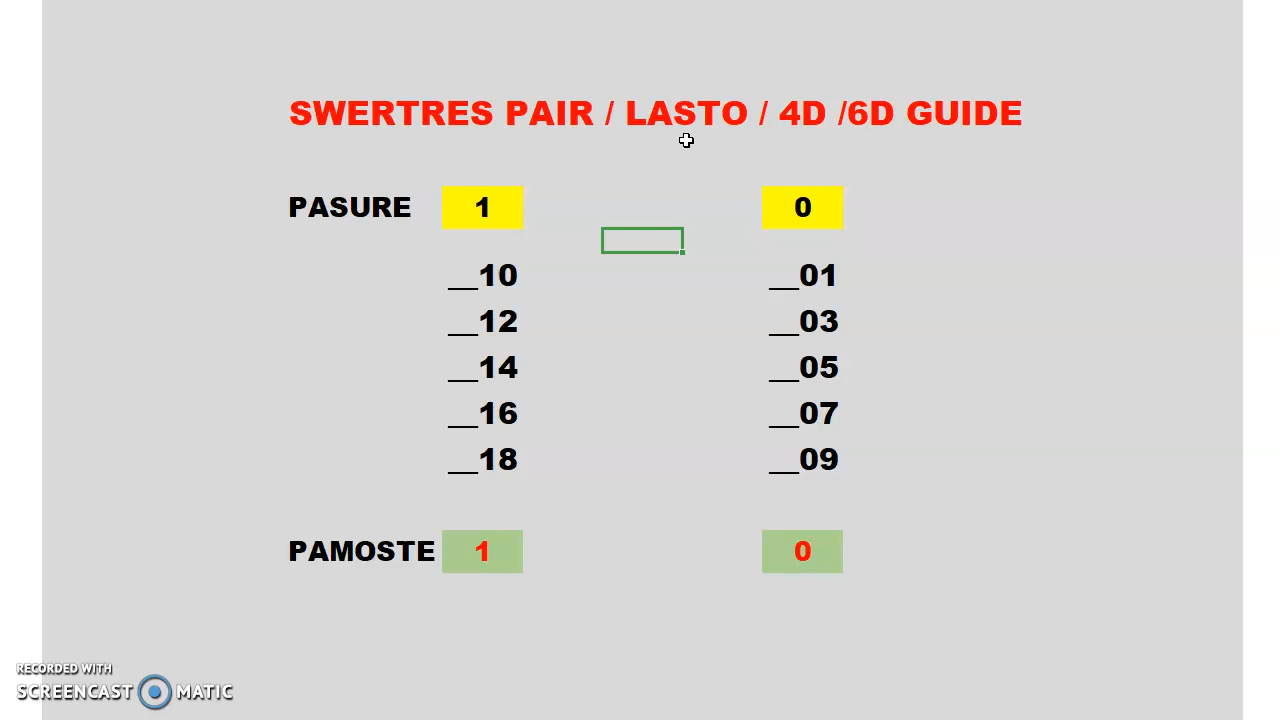 SWERTRES PAIR / LASTO / 4D /6D GUIDE
PASURE 1 0
__10 __01
__12 __03
__14 __05
__16 __07
__18 __09
PAMOSTE 1 0
RECORDED WITH
SCREENCAST MATIC